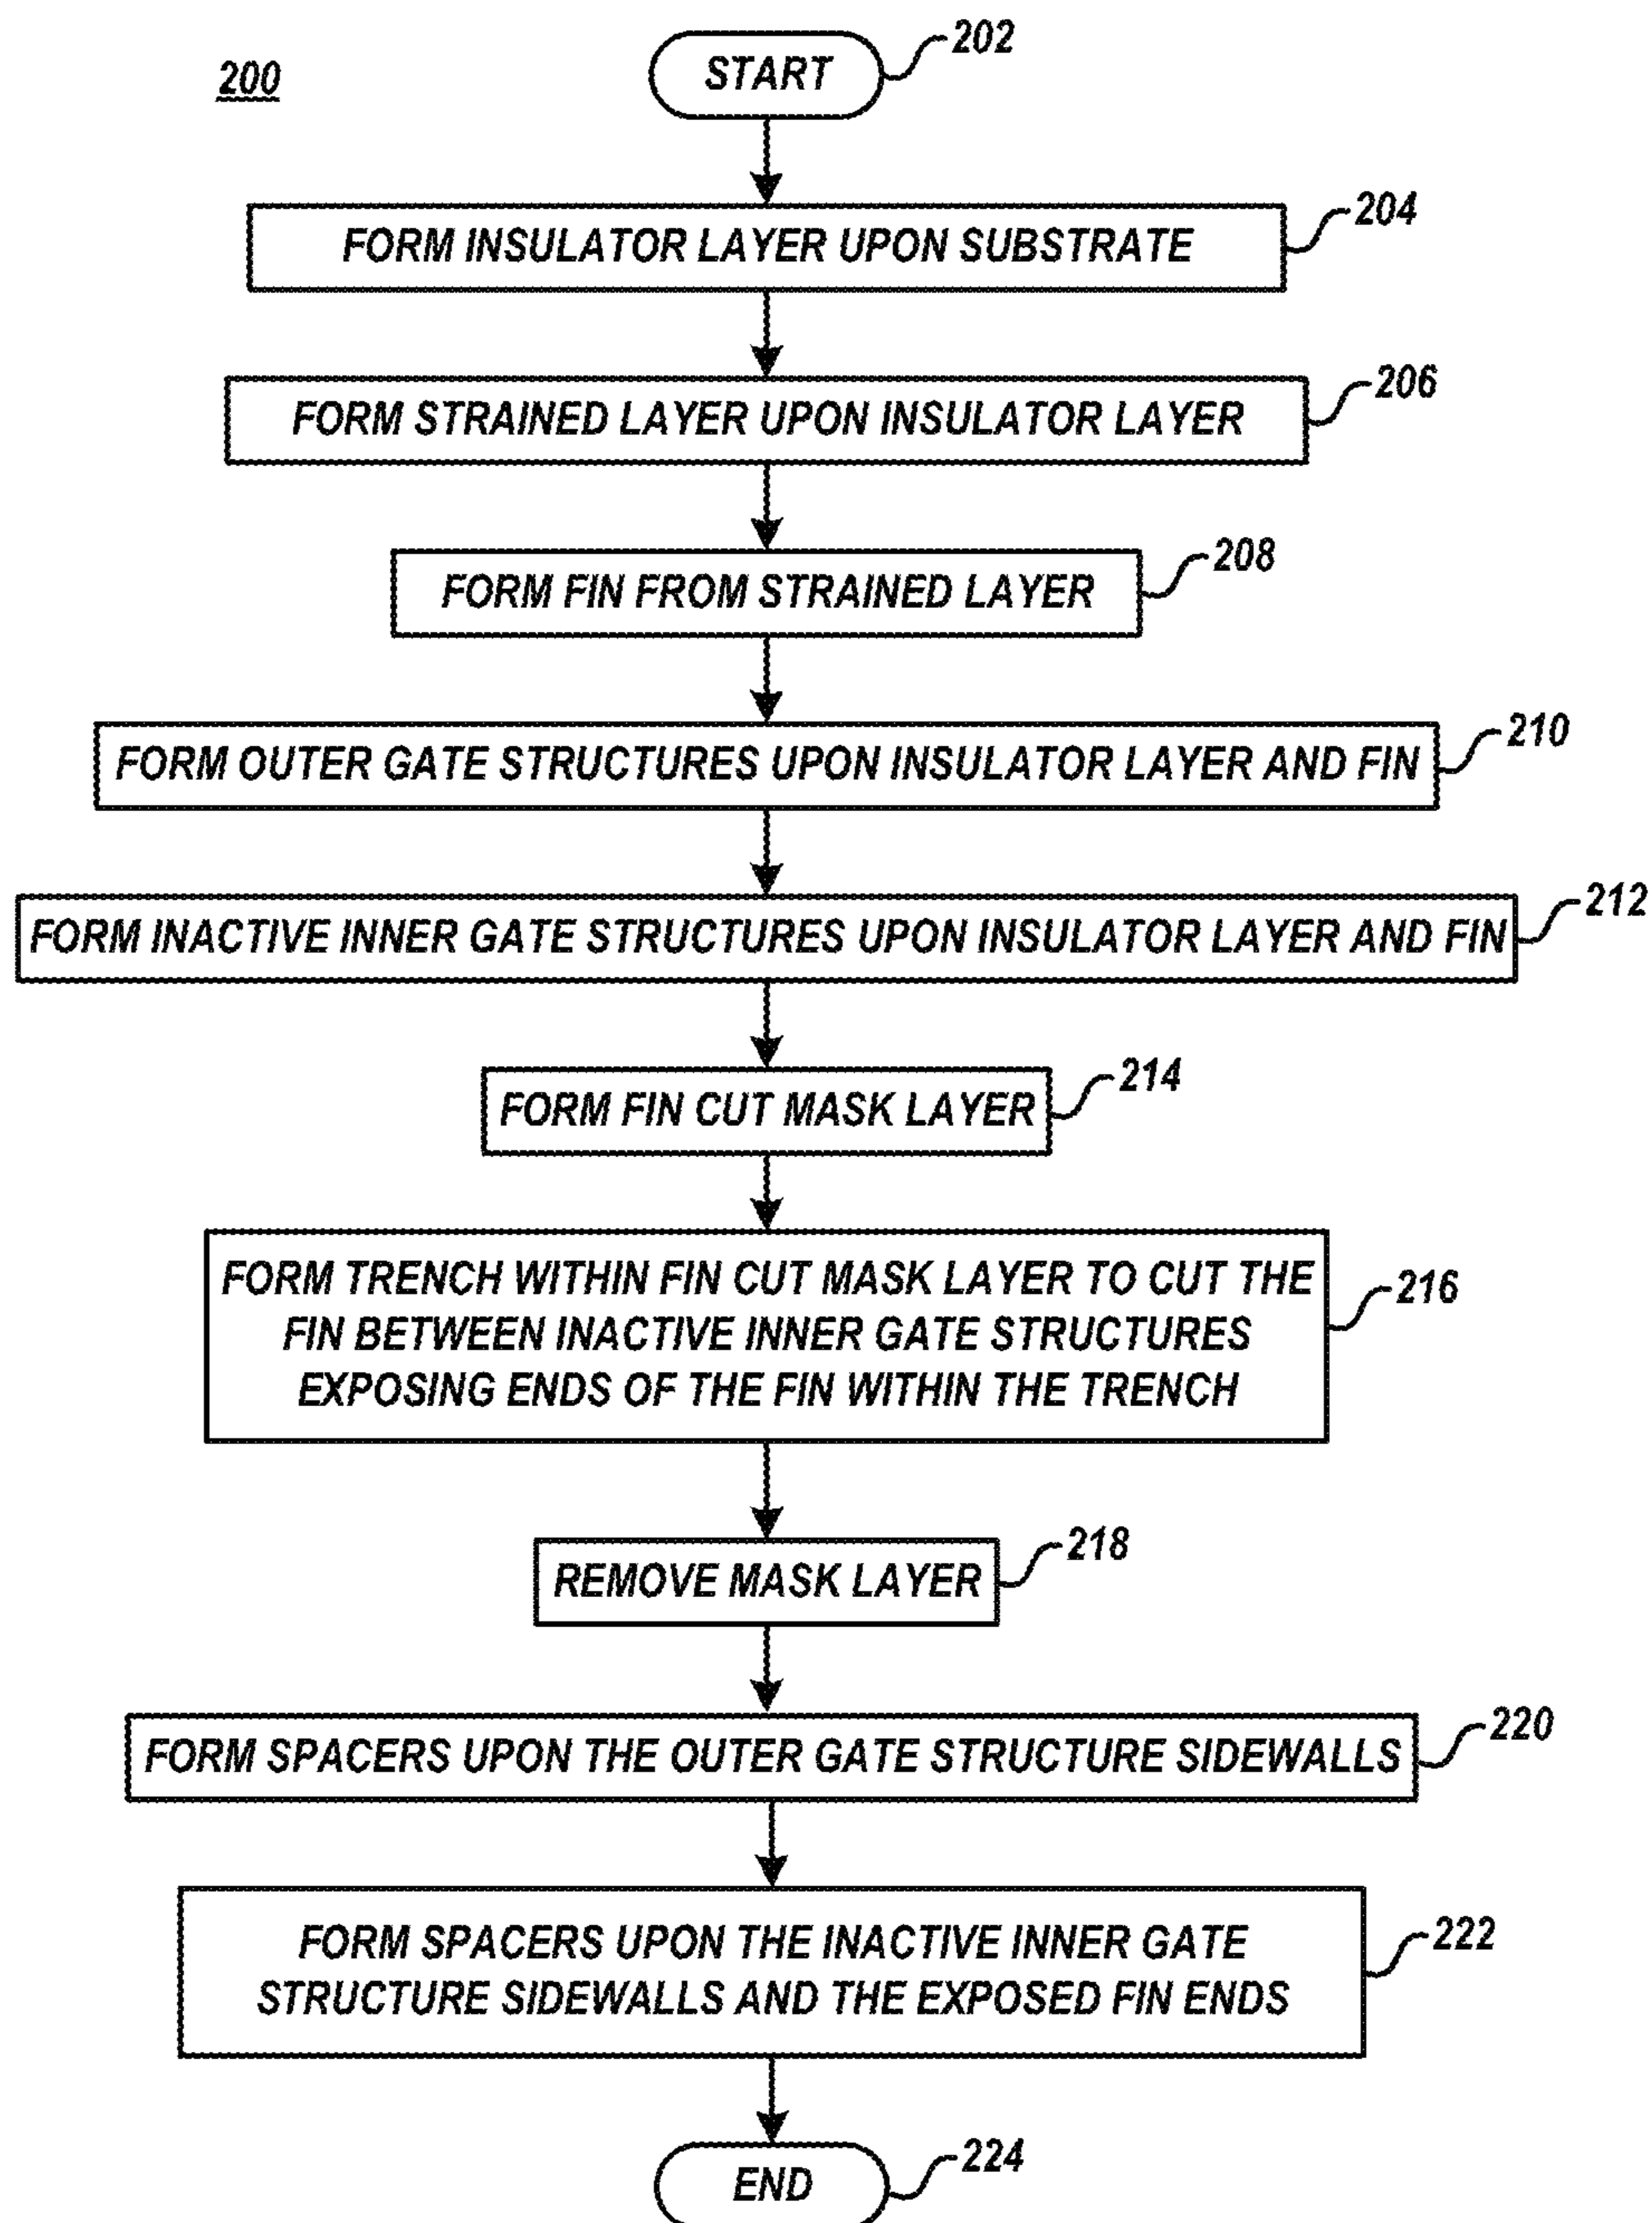 200
START
202
FORM INSULATOR LAYER UPON SUBSTRATE
204
FORM STRAINED LAYER UPON INSULATOR LAYER
206
FORM FIN FROM STRAINED LAYER
208
FORM OUTER GATE STRUCTURES UPON INSULATOR LAYER AND FIN
210
FORM INACTIVE INNER GATE STRUCTURES UPON INSULATOR LAYER AND FIN
212
FORM FIN CUT MASK LAYER
214
FORM TRENCH WITHIN FIN CUT MASK LAYER TO CUT THE
FIN BETWEEN INACTIVE INNER GATE STRUCTURES
EXPOSING ENDS OF THE FIN WITHIN THE TRENCH
216
REMOVE MASK LAYER
218
FORM SPACERS UPON THE OUTER GATE STRUCTURE SIDEWALLS
220
FORM SPACERS UPON THE INACTIVE INNER GATE
STRUCTURE SIDEWALLS AND THE EXPOSED FIN ENDS
222
END
224